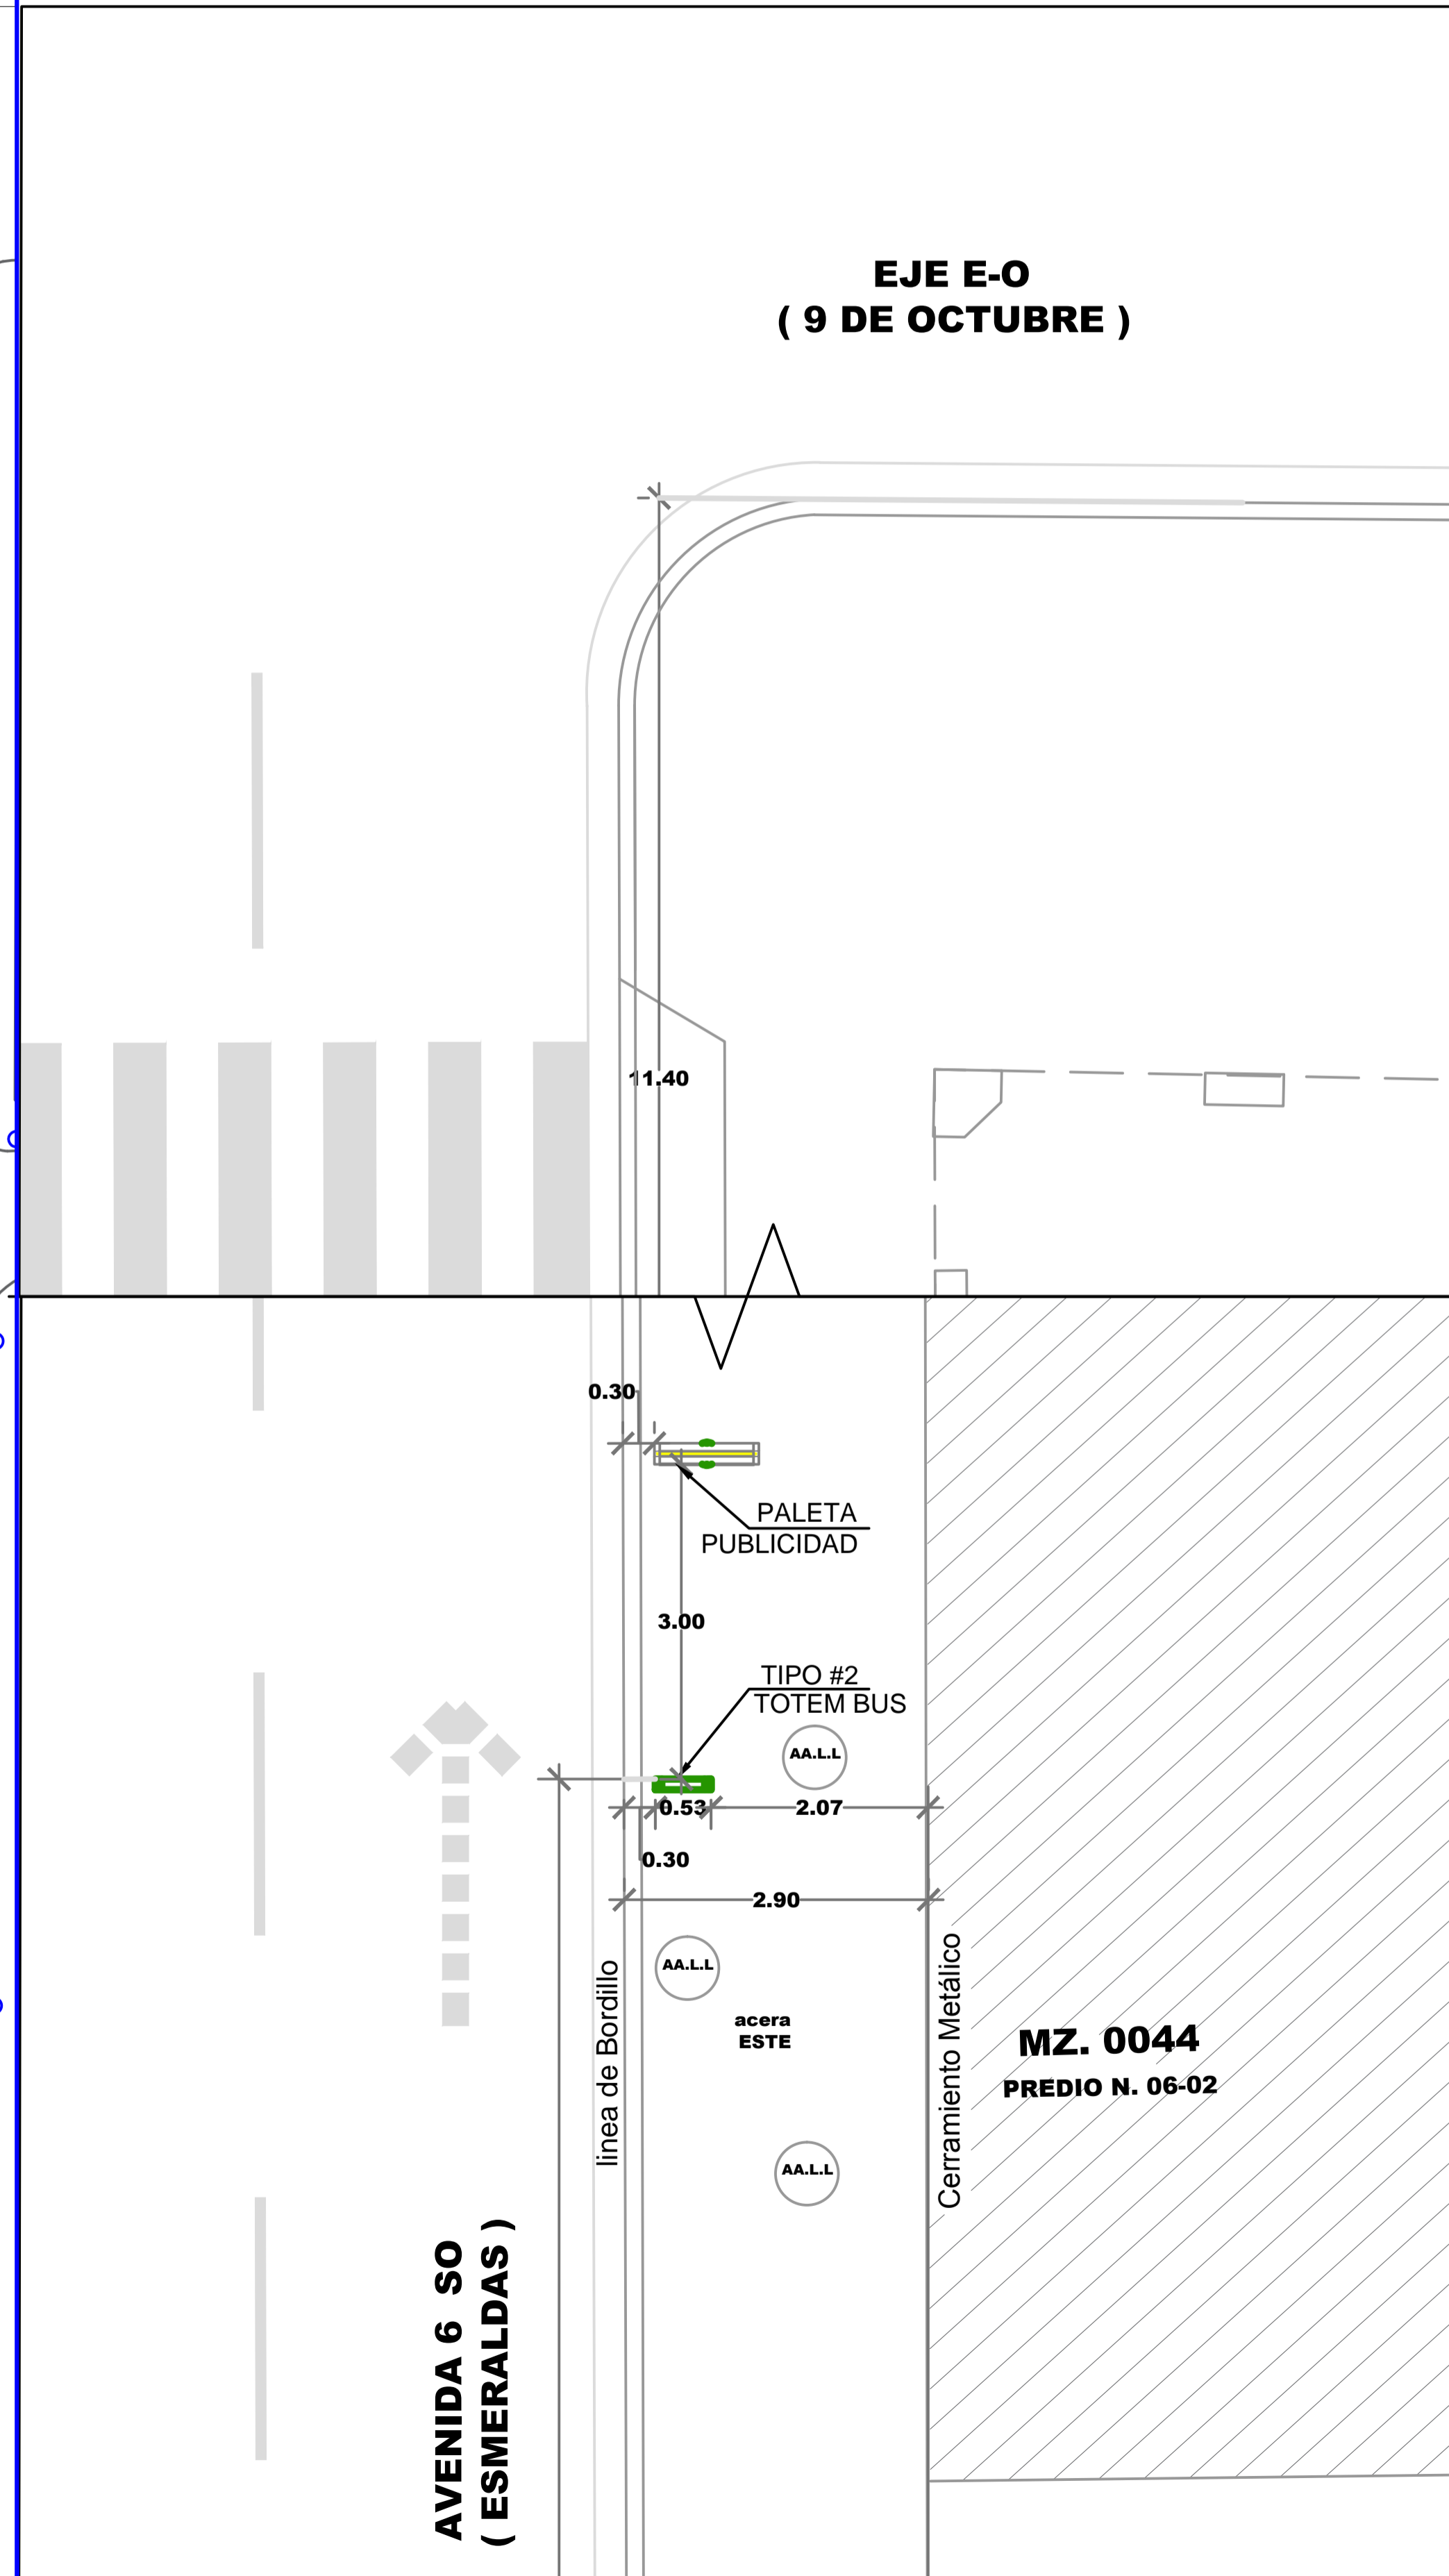 EJE E-O
( 9 DE OCTUBRE )
11.40
0.30
PALETA
PUBLICIDAD
3.00
TIPO #2
TOTEM BUS
AA.L.L
0.53
2.07
0.30
2.90
AA.L.L
acera
ESTE
linea de Bordillo
Cerramiento Metálico
MZ. 0044
PREDIO N. 06-02
AA.L.L
AVENIDA 6 SO
( ESMERALDAS )